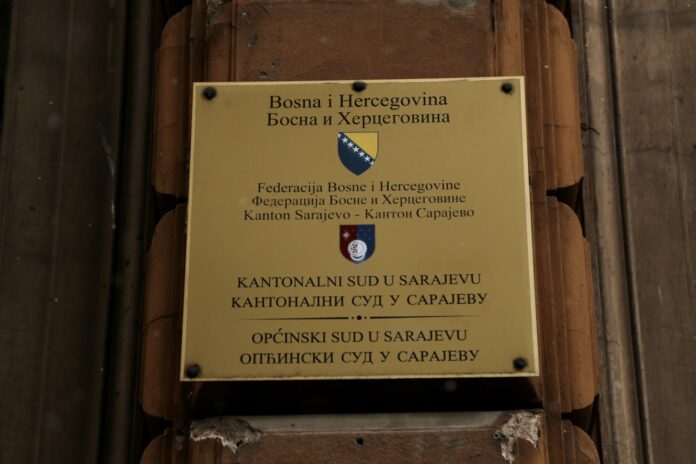 Bosna i Hercegovina
Босна и Херцеговина
Federacija Bosne i Hercegovine
Федерација Босне и Херцеговине
Kanton Sarajevo - Кантон Сарајево
KANTONALNI SUD U SARAJEVU
КАНТОНАЛНИ СУД У САРАЈЕВУ
OPĆINSKI SUD U SARAJEVU
ОПЋИНСКИ СУД У САРАЈЕВУ